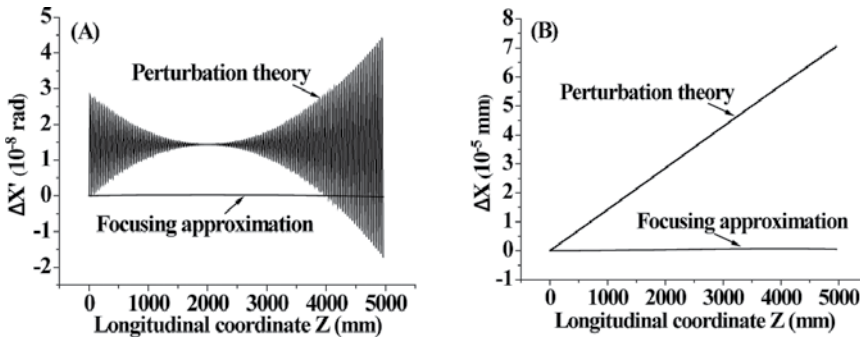 (A)
Perturbation theory
Focusing approximation
ΔX' (10⁻⁸ rad)
4
3
2
1
0
-1
-2
0 1000 2000 3000 4000 5000
Longitudinal coordinate Z (mm)
(B)
Perturbation theory
Focusing approximation
ΔX (10⁻⁵ mm)
8
7
6
5
4
3
2
1
0
-1
0 1000 2000 3000 4000 5000
Longitudinal coordinate Z (mm)